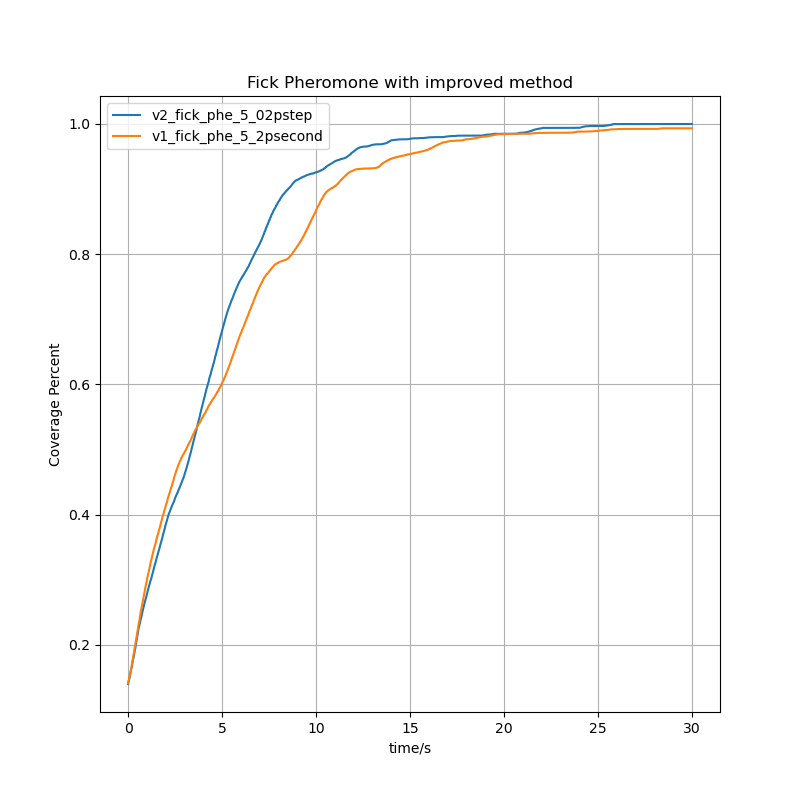 Fick Pheromone with improved method
v2_fick_phe_5_02pstep
v1_fick_phe_5_2psecond
Coverage Percent
1.0
0.8
0.6
0.4
0.2
0 5 10 15 20 25 30
time/s